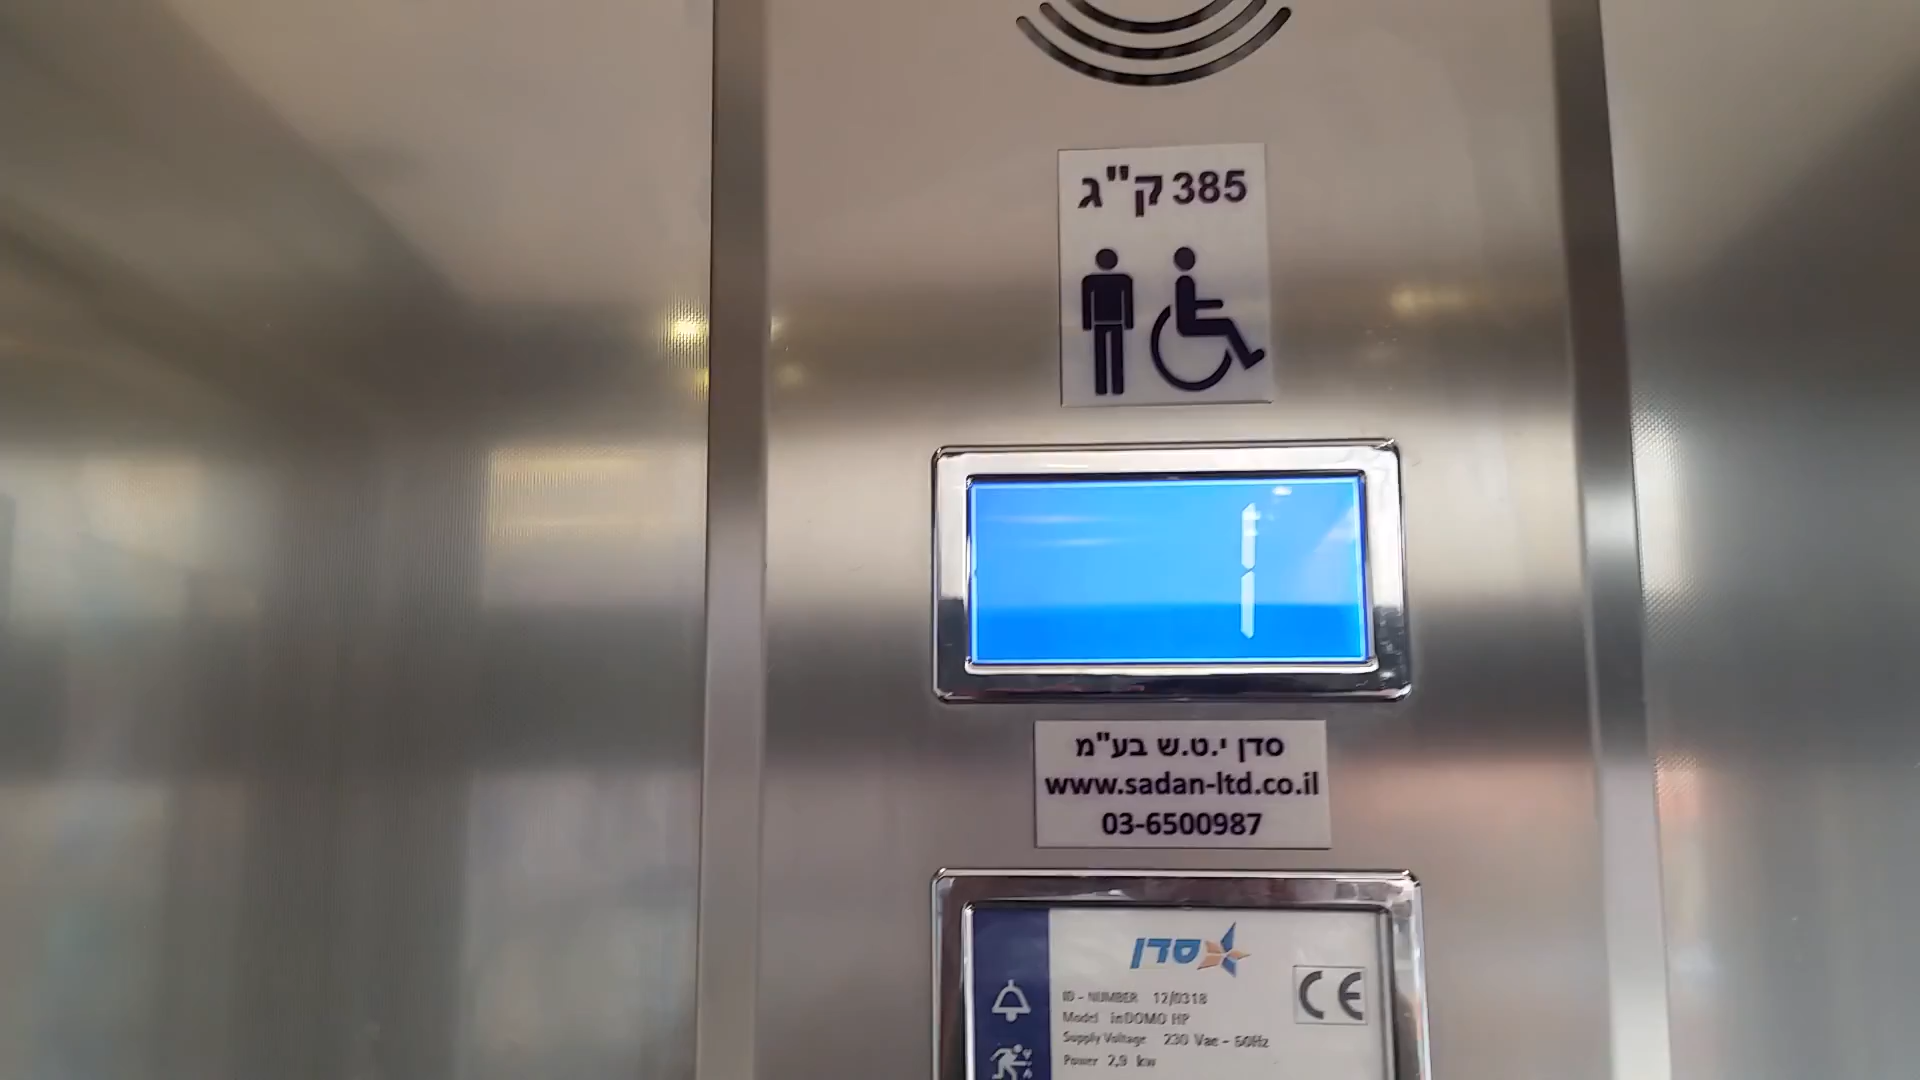 385 ק"ג
1
סדן י.ט.ש בע"מ
www.sadan-ltd.co.il
03-6500987
סדן
CE
ID - NUMBER 12/0318
Model inDOMO HP
Supply Voltage 230 Vac - 50Hz
Power 2,9 kw